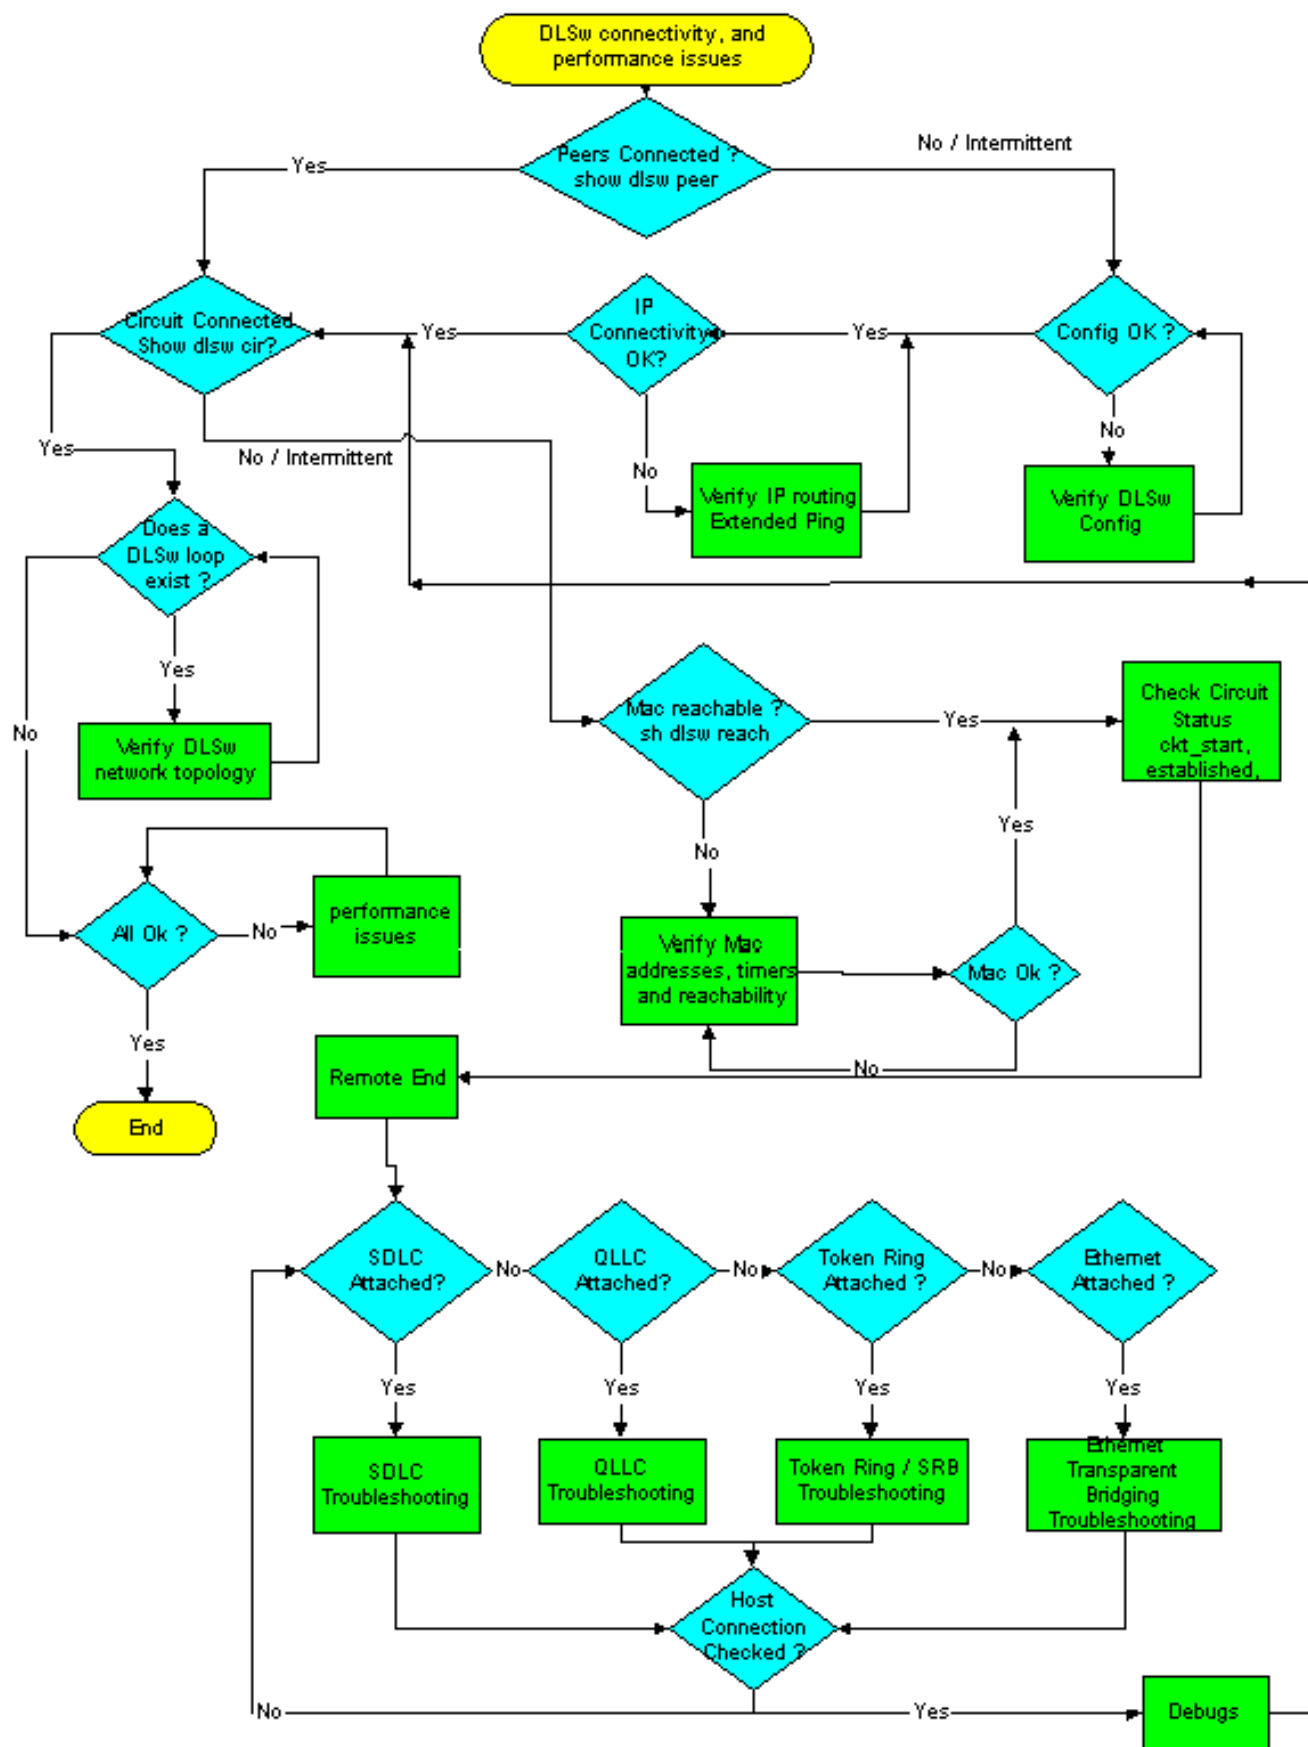 DLSw connectivity, and
performance issues
Peers Connected ?
show dlsw peer
Yes
No / Intermittent
Circuit Connected
Show dlsw cir?
Yes
IP
Connectivity
OK?
Yes
Config OK ?
Yes
No / Intermittent
No
Verify IP routing
Extended Ping
No
Verify DLSw
Config
Does a
DLSw loop
exist ?
Yes
No
Verify DLSw
network topology
Mac reachable ?
sh dlsw reach
Yes
Check Circuit
Status
ckt_start,
established,
No
Yes
All Ok ?
No
performance
issues
Verify Mac
addresses, timers
and reachability
Mac Ok ?
No
Yes
End
Remote End
SDLC
Attached?
No
QLLC
Attached?
No
Token Ring
Attached ?
No
Ethernet
Attached ?
Yes
Yes
Yes
Yes
SDLC
Troubleshooting
QLLC
Troubleshooting
Token Ring / SRB
Troubleshooting
Ethernet
Transparent
Bridging
Troubleshooting
Host
Connection
Checked ?
No
Yes
Debugs